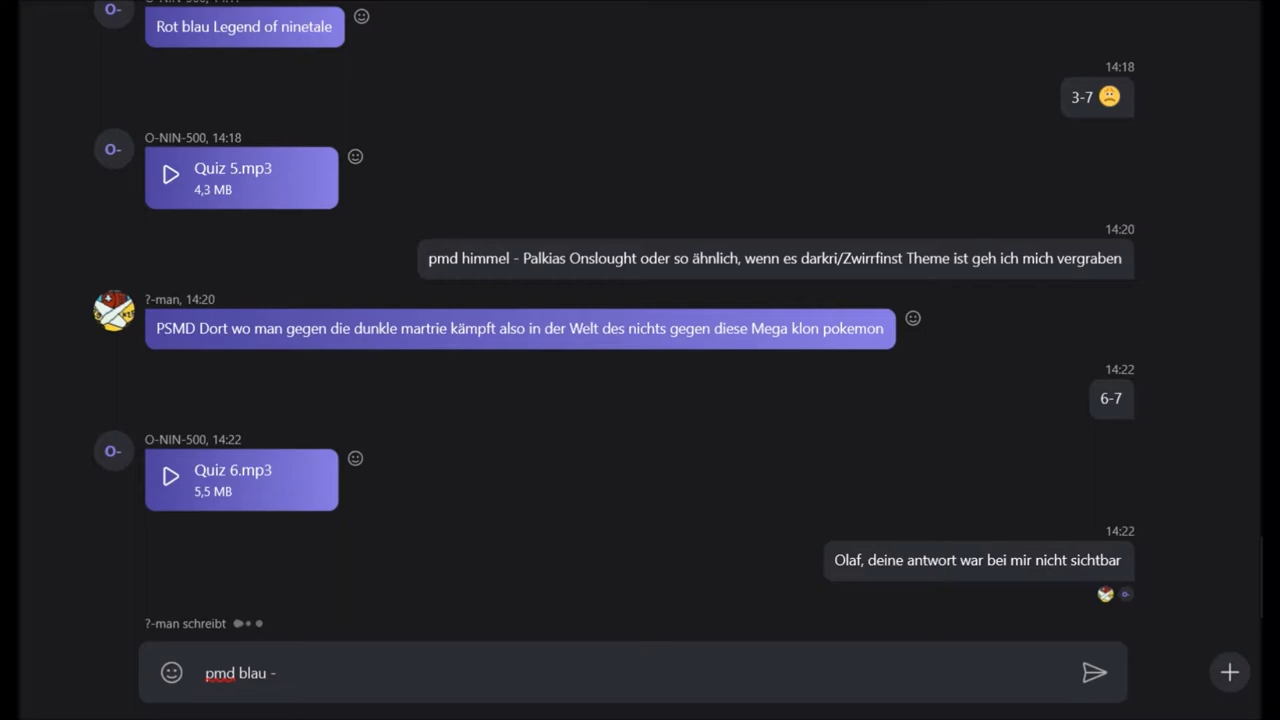 O-
Rot blau Legend of ninetale
14:18
3-7
O-NIN-500, 14:18
O-
Quiz 5.mp3
4,3 MB
14:20
pmd himmel - Palkias Onslought oder so ähnlich, wenn es darkri/Zwirrfinst Theme ist geh ich mich vergraben
?-man, 14:20
PSMD Dort wo man gegen die dunkle martrie kämpft also in der Welt des nichts gegen diese Mega klon pokemon
14:22
6-7
O-NIN-500, 14:22
O-
Quiz 6.mp3
5,5 MB
14:22
Olaf, deine antwort war bei mir nicht sichtbar
O-
?-man schreibt
pmd blau -